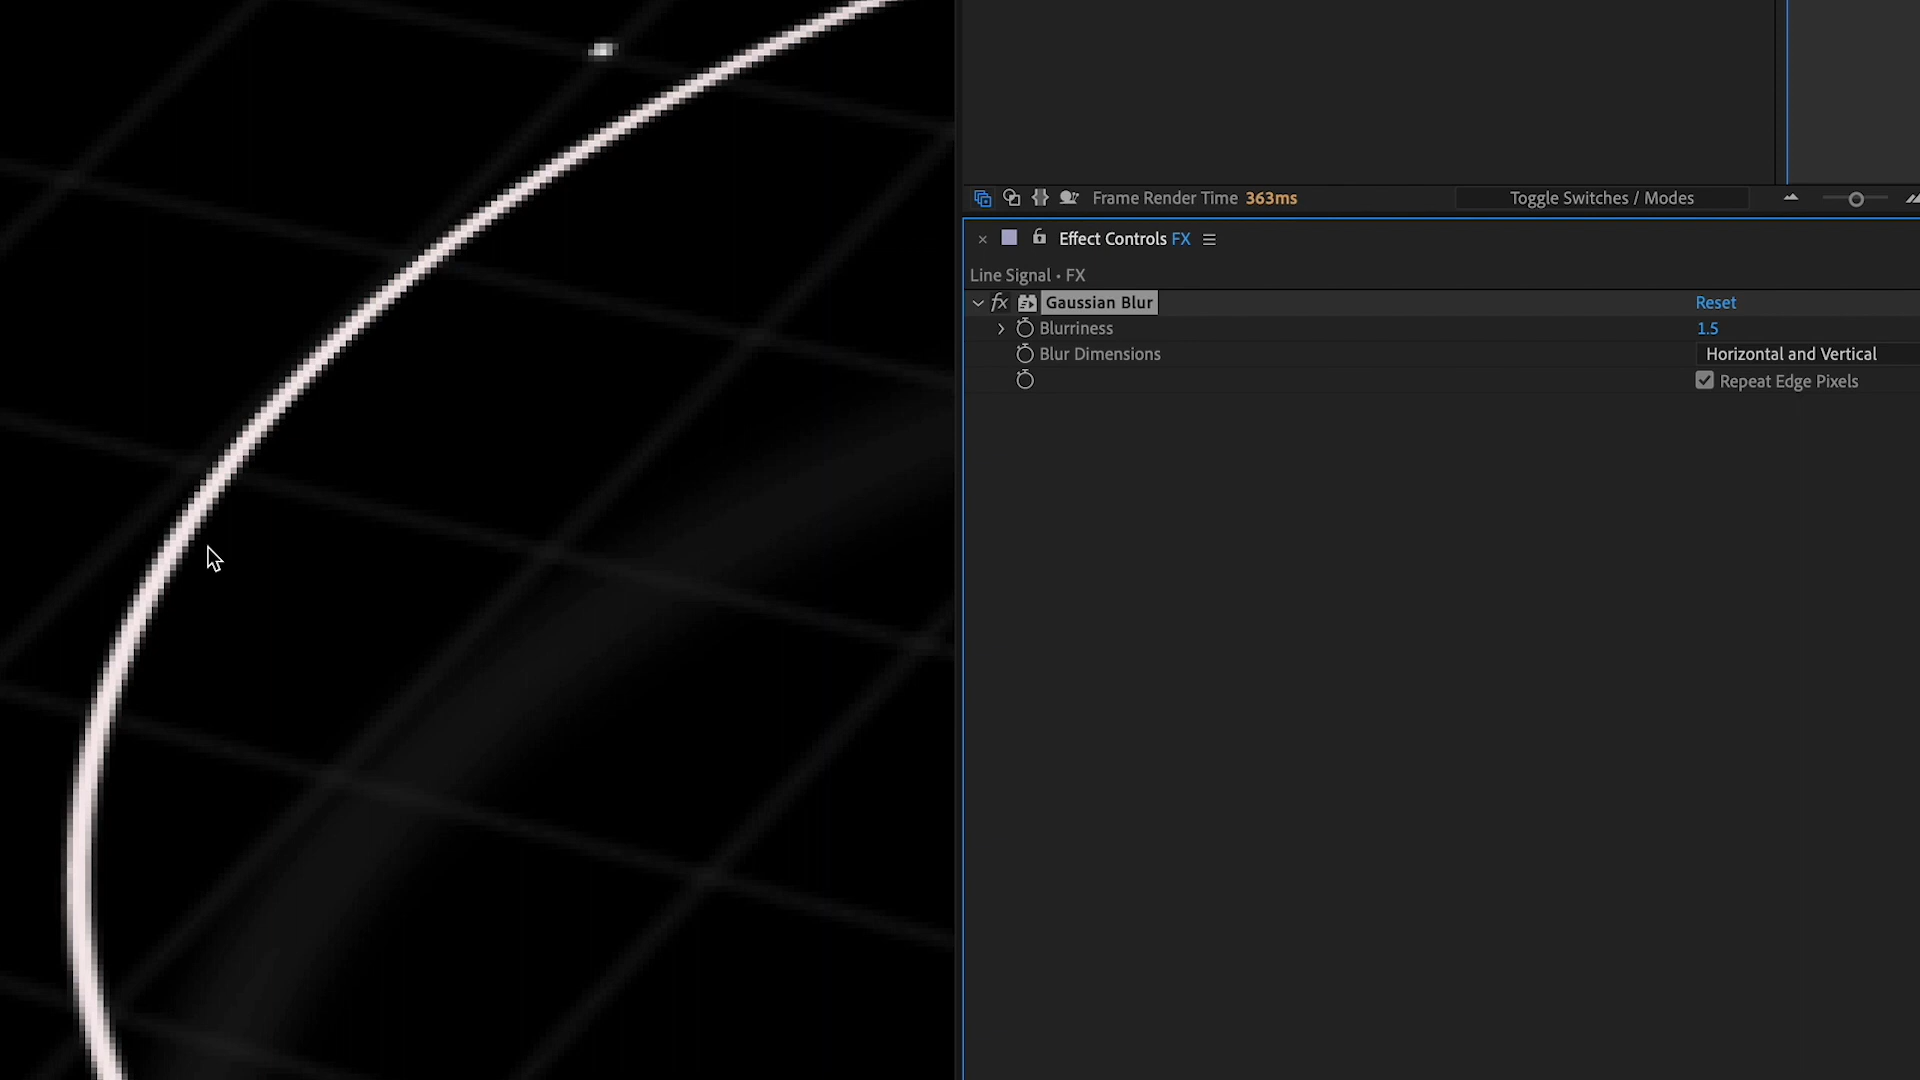 Frame Render Time 363ms
Toggle Switches / Modes
Effect Controls FX
Line Signal • FX
fx Gaussian Blur
Reset
Blurriness
1.5
Blur Dimensions
Horizontal and Vertical
Repeat Edge Pixels